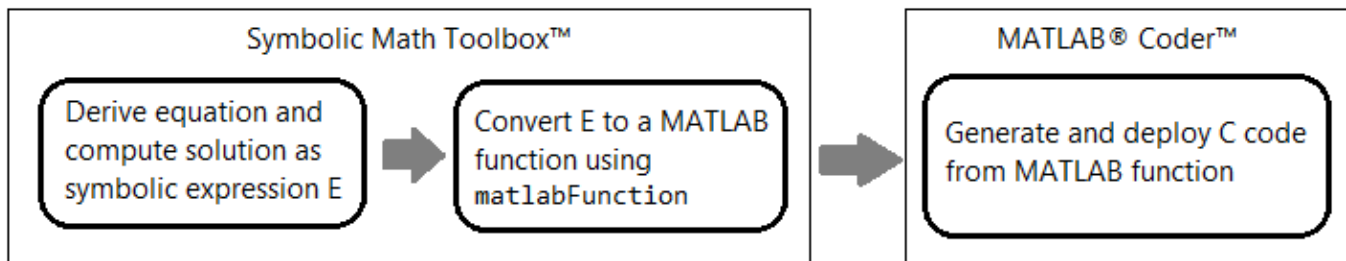 Symbolic Math Toolbox™
Derive equation and
compute solution as
symbolic expression E
Convert E to a MATLAB
function using
matlabFunction
MATLAB® Coder™
Generate and deploy C code
from MATLAB function